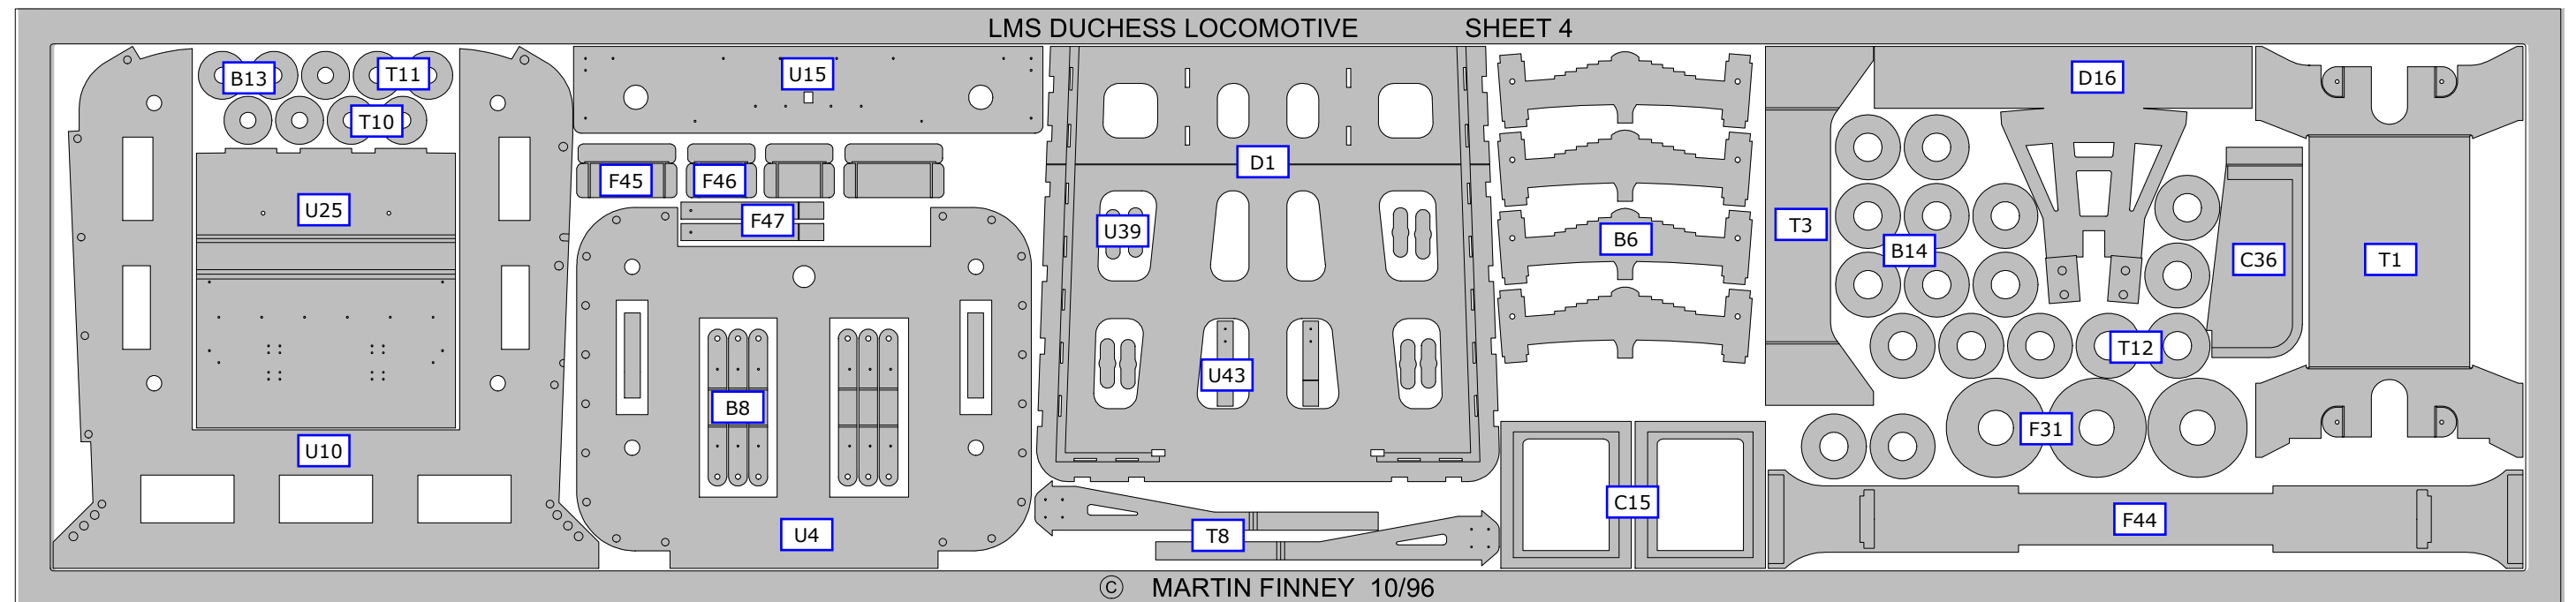 LMS DUCHESS LOCOMOTIVE SHEET 4
B13
T11
T10
U25
U10
U15
F45
F46
F47
B8
U4
D1
U39
U43
T8
B6
C15
T3
D16
B14
T12
F31
C36
T1
F44
© MARTIN FINNEY 10/96